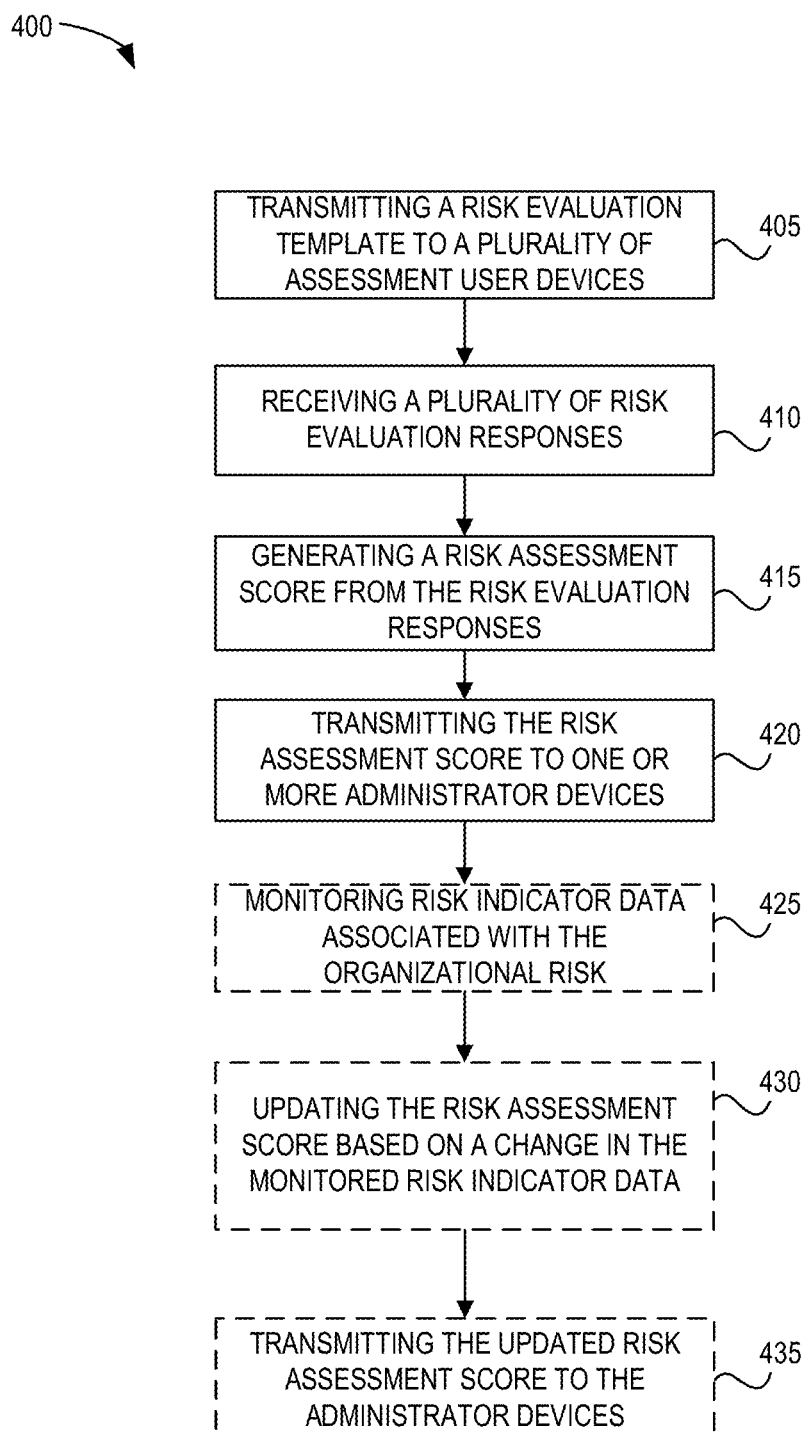 400
TRANSMITTING A RISK EVALUATION
TEMPLATE TO A PLURALITY OF
ASSESSMENT USER DEVICES
405
RECEIVING A PLURALITY OF RISK
EVALUATION RESPONSES
410
GENERATING A RISK ASSESSMENT
SCORE FROM THE RISK EVALUATION
RESPONSES
415
TRANSMITTING THE RISK
ASSESSMENT SCORE TO ONE OR
MORE ADMINISTRATOR DEVICES
420
MONITORING RISK INDICATOR DATA
ASSOCIATED WITH THE
ORGANIZATIONAL RISK
425
UPDATING THE RISK ASSESSMENT
SCORE BASED ON A CHANGE IN THE
MONITORED RISK INDICATOR DATA
430
TRANSMITTING THE UPDATED RISK
ASSESSMENT SCORE TO THE
ADMINISTRATOR DEVICES
435